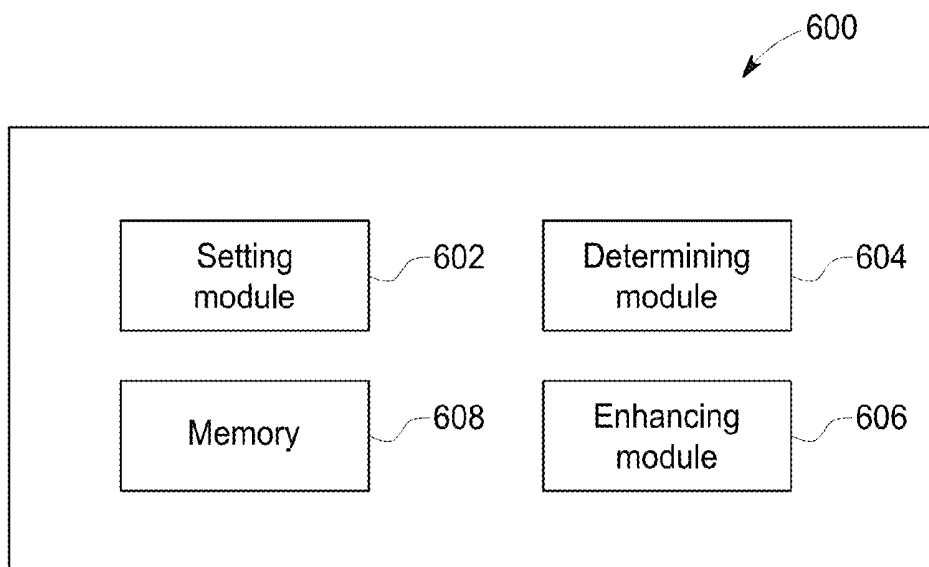 600
Setting
module
602
Determining
module
604
Memory
608
Enhancing
module
606